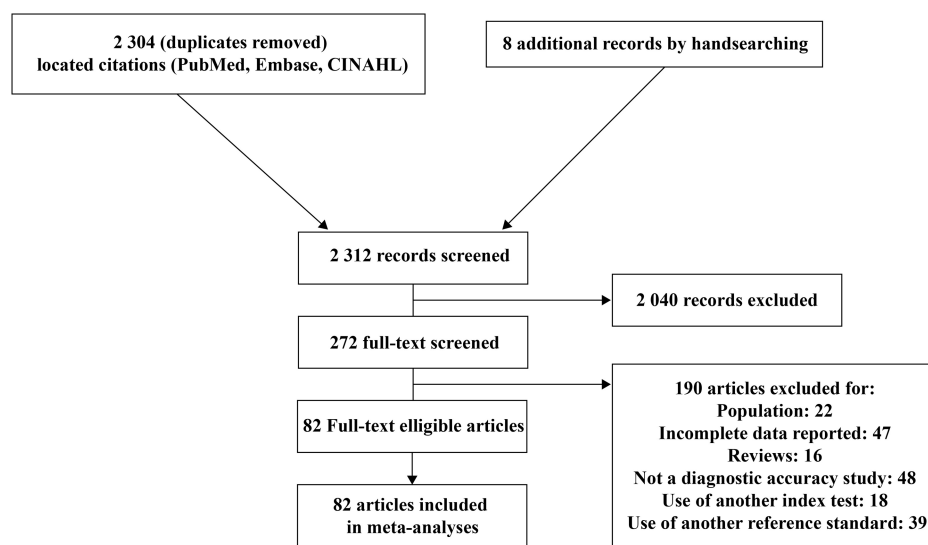 2 304 (duplicates removed)
located citations (PubMed, Embase, CINAHL)
8 additional records by handsearching
2 312 records screened
2 040 records excluded
272 full-text screened
190 articles excluded for:
Population: 22
Incomplete data reported: 47
Reviews: 16
Not a diagnostic accuracy study: 48
Use of another index test: 18
Use of another reference standard: 39
82 Full-text elligible articles
82 articles included
in meta-analyses